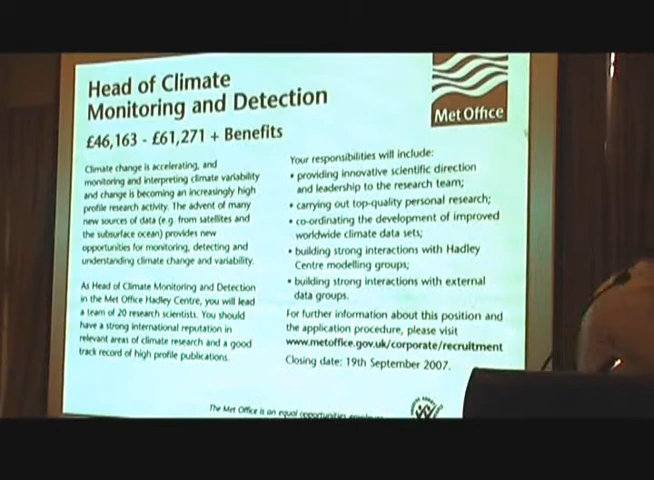 Head of Climate
Monitoring and Detection
£46,163 - £61,271 + Benefits
Climate change is accelerating, and
monitoring and interpreting climate variability
and change is becoming an increasingly high
profile research activity. The advent of many
new sources of data (e.g. from satellites and
the subsurface ocean) provides new
opportunities for monitoring, detecting and
understanding climate change and variability.
As Head of Climate Monitoring and Detection
in the Met Office Hadley Centre, you will lead
a team of 20 research scientists. You should
have a strong international reputation in
relevant areas of climate research and a good
track record of high profile publications.
Met Office
Your responsibilities will include:
• providing innovative scientific direction
and leadership to the research team;
• carrying out top-quality personal research;
• co-ordinating the development of improved
worldwide climate data sets;
• building strong interactions with Hadley
Centre modelling groups;
• building strong interactions with external
data groups.
For further information about this position and
the application procedure, please visit
www.metoffice.gov.uk/corporate/recruitment
Closing date: 19th September 2007.
The Met Office is an equal opportunities